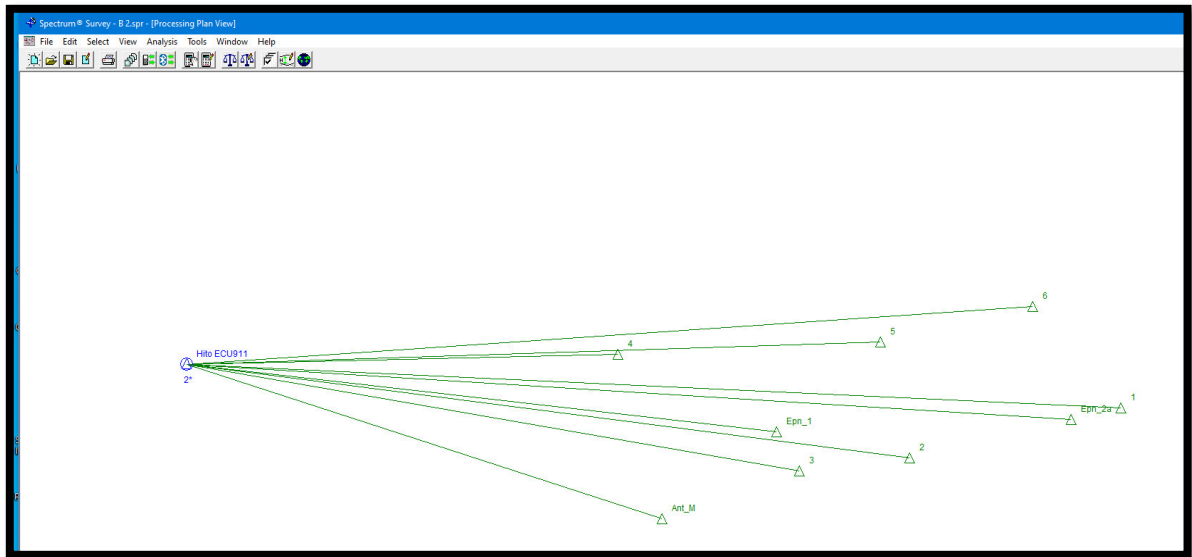 Spectrum® Survey - B 2.spr - [Processing Plan View]
File Edit Select View Analysis Tools Window Help
6
5
4
Hito ECU911
2*
1
Epn_2a
Epn_1
2
3
Ant_M